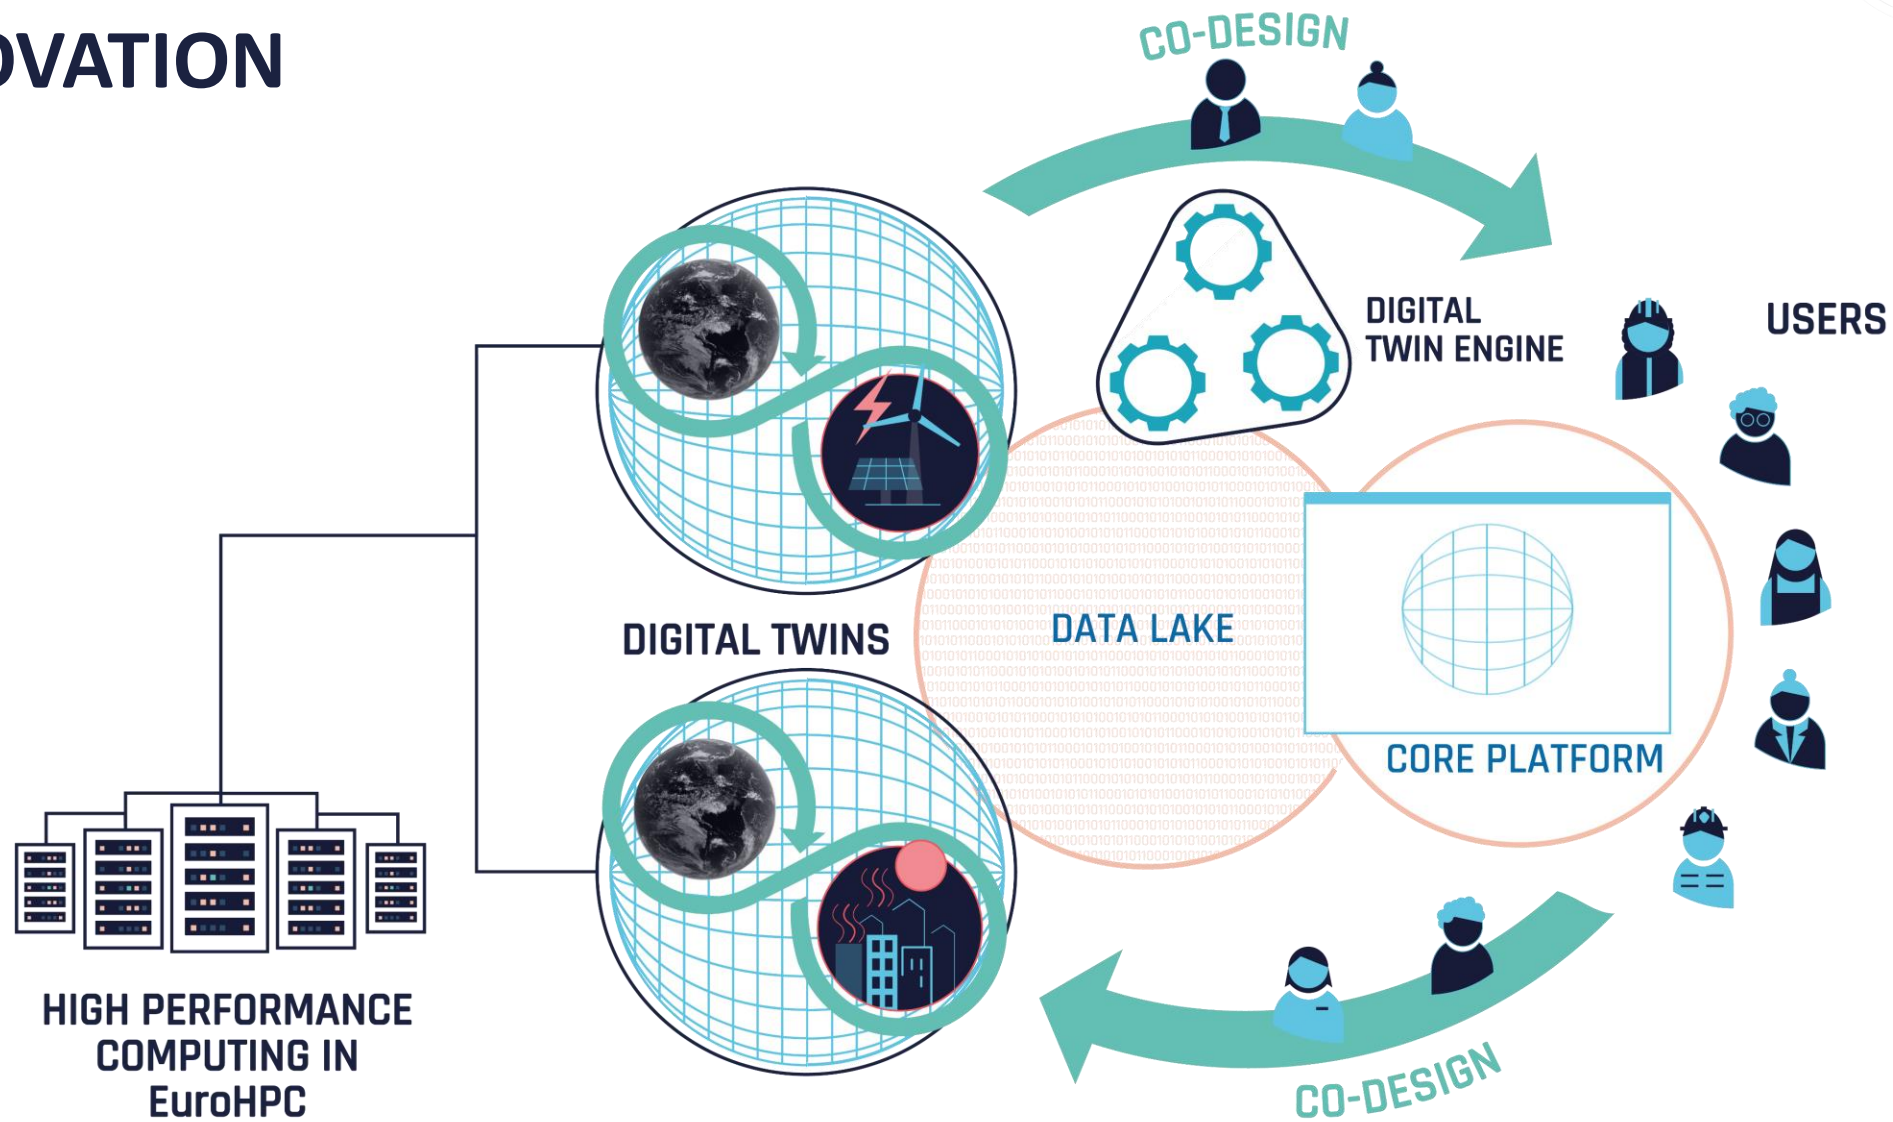 OVATION
CO-DESIGN
DIGITAL
TWIN ENGINE
USERS
DIGITAL TWINS
DATA LAKE
CORE PLATFORM
HIGH PERFORMANCE
COMPUTING IN
EuroHPC
CO-DESIGN